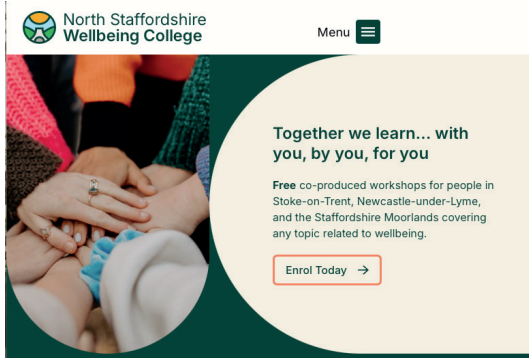 North Staffordshire
Wellbeing College
Menu
Together we learn... with
you, by you, for you
Free co-produced workshops for people in
Stoke-on-Trent, Newcastle-under-Lyme,
and the Staffordshire Moorlands covering
any topic related to wellbeing.
Enrol Today →